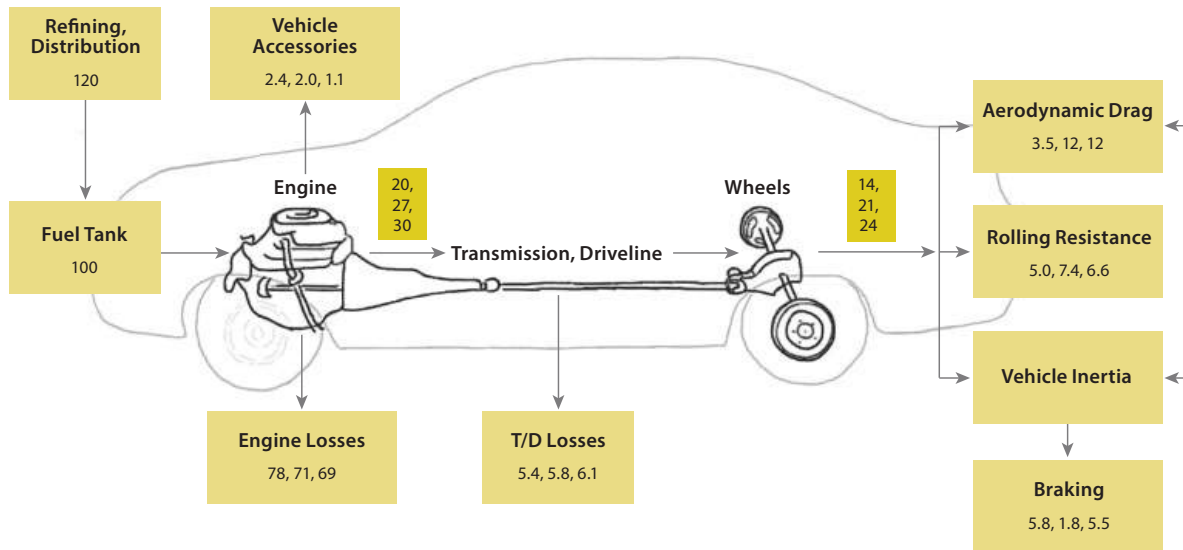 Refining,
Distribution
120
Vehicle
Accessories
2.4, 2.0, 1.1
Aerodynamic Drag
3.5, 12, 12
Engine
20,
27,
30
Wheels
14,
21,
24
Fuel Tank
100
Transmission, Driveline
Rolling Resistance
5.0, 7.4, 6.6
Vehicle Inertia
Engine Losses
78, 71, 69
T/D Losses
5.4, 5.8, 6.1
Braking
5.8, 1.8, 5.5